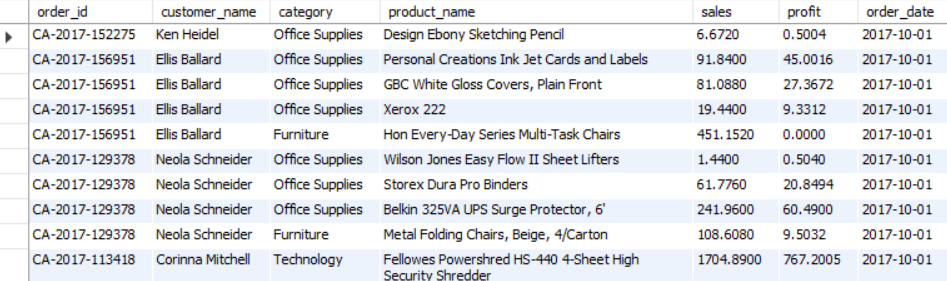 order_id customer_name category product_name sales profit order_date
CA-2017-152275 Ken Heidel Office Supplies Design Ebony Sketching Pencil 6.6720 0.5004 2017-10-01
CA-2017-156951 Ellis Ballard Office Supplies Personal Creations Ink Jet Cards and Labels 91.8400 45.0016 2017-10-01
CA-2017-156951 Ellis Ballard Office Supplies GBC White Gloss Covers, Plain Front 81.0880 27.3672 2017-10-01
CA-2017-156951 Ellis Ballard Office Supplies Xerox 222 19.4400 9.3312 2017-10-01
CA-2017-156951 Ellis Ballard Furniture Hon Every-Day Series Multi-Task Chairs 451.1520 0.0000 2017-10-01
CA-2017-129378 Neola Schneider Office Supplies Wilson Jones Easy Flow II Sheet Lifters 1.4400 0.5040 2017-10-01
CA-2017-129378 Neola Schneider Office Supplies Storex Dura Pro Binders 61.7760 20.8494 2017-10-01
CA-2017-129378 Neola Schneider Office Supplies Belkin 325VA UPS Surge Protector, 6' 241.9600 60.4900 2017-10-01
CA-2017-129378 Neola Schneider Furniture Metal Folding Chairs, Beige, 4/Carton 108.6080 9.5032 2017-10-01
CA-2017-113418 Corinna Mitchell Technology Fellowes Powershred HS-440 4-Sheet High 1704.8900 767.2005 2017-10-01
Security Shredder